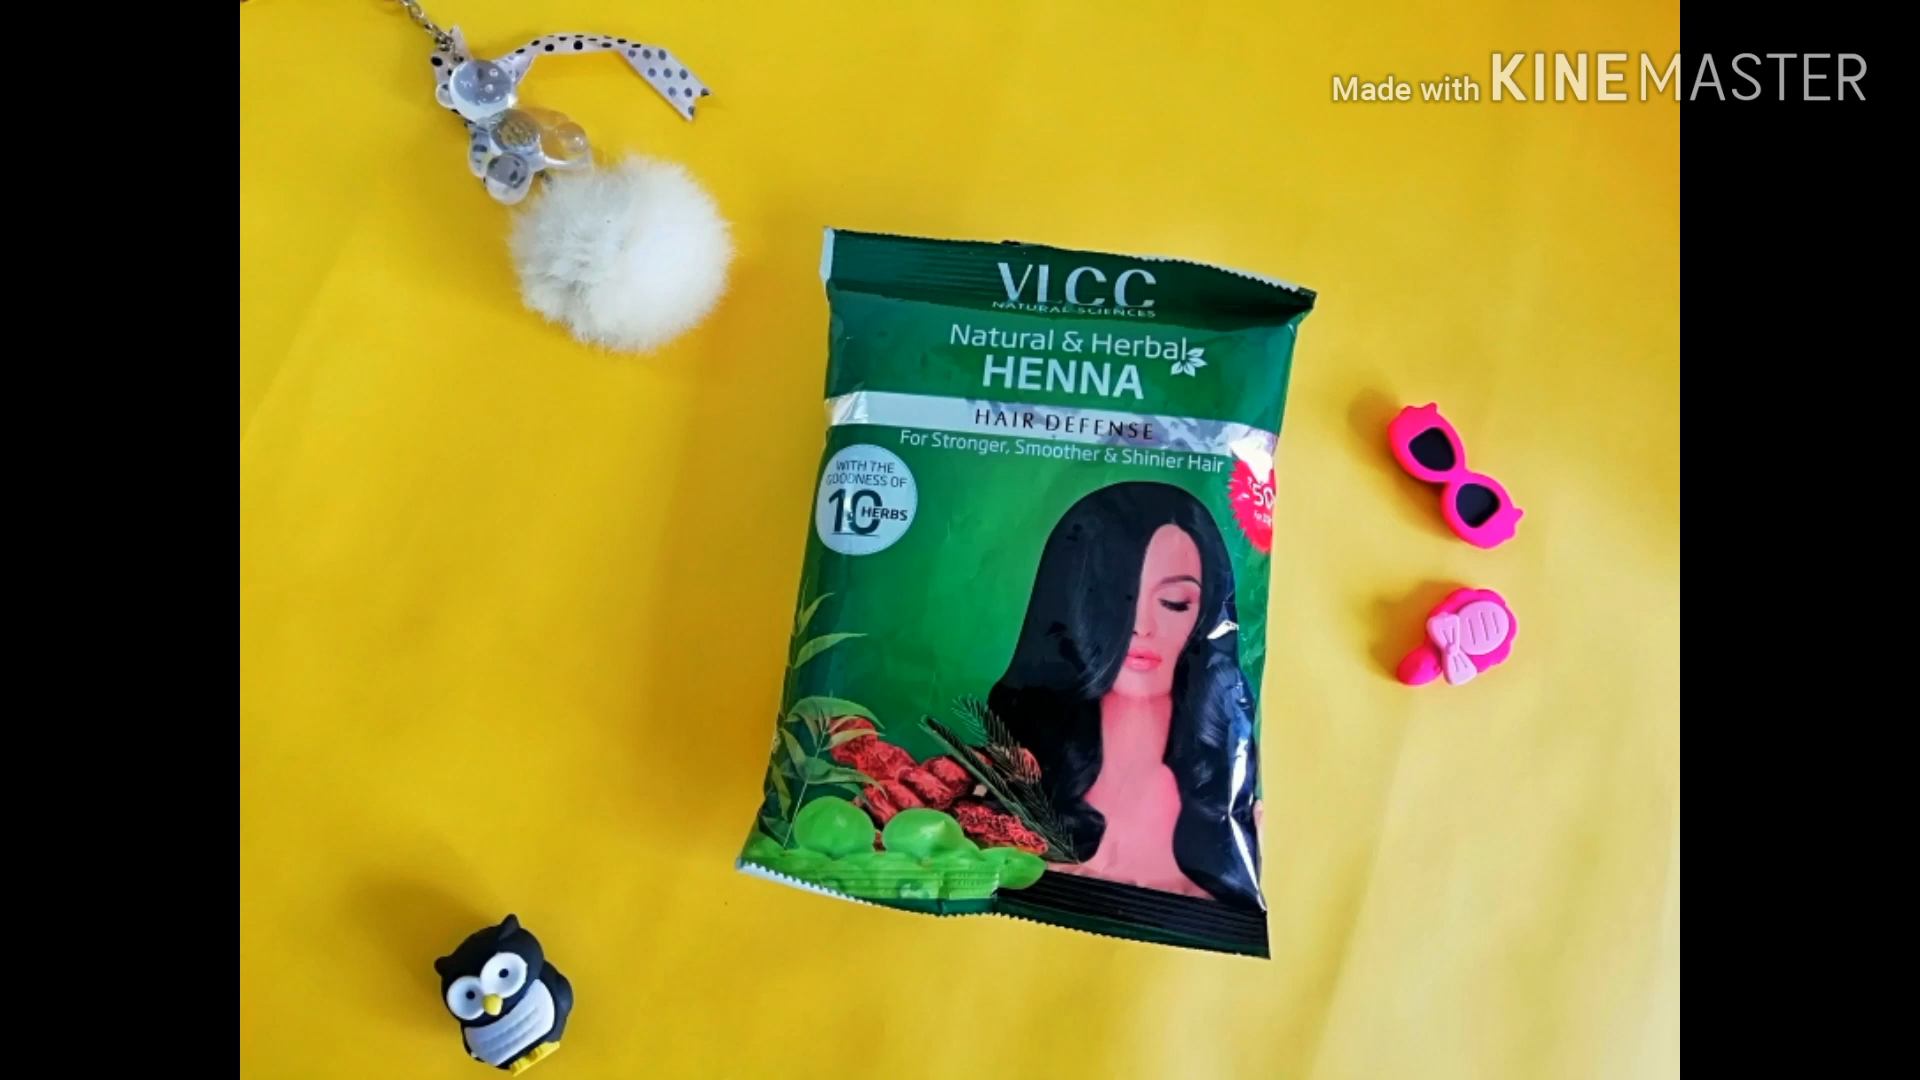 Made with KINEMASTER
VLCC
NATURAL SCIENCES
Natural & Herbal
HENNA
HAIR DEFENSE
For Stronger, Smoother & Shinier Hair
WITH THE
GOODNESS OF
10 HERBS